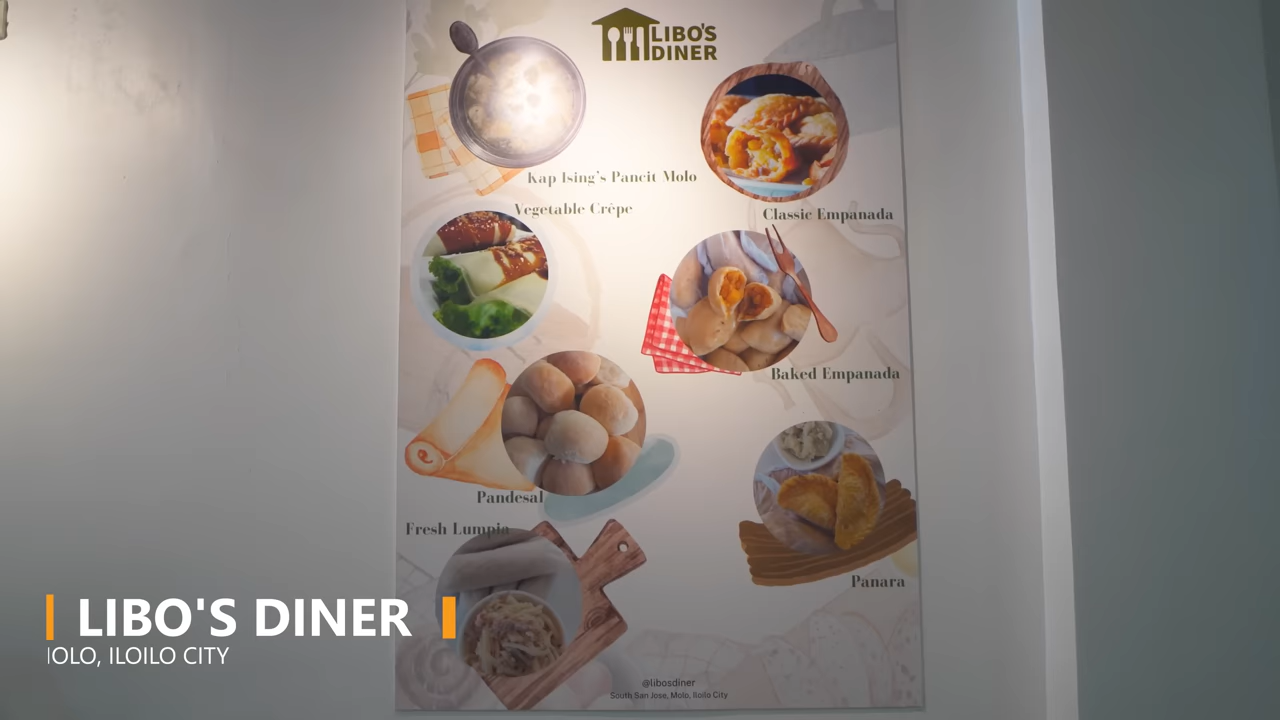 LIBO'S
DINER
Kap Ising's Pancit Molo
Vegetable Crêpe
Classic Empanada
Baked Empanada
Pandesal
Fresh Lumpia
Panara
@libosdiner
South San Jose, Molo, Iloilo City
LIBO'S DINER
OLO, ILOILO CITY